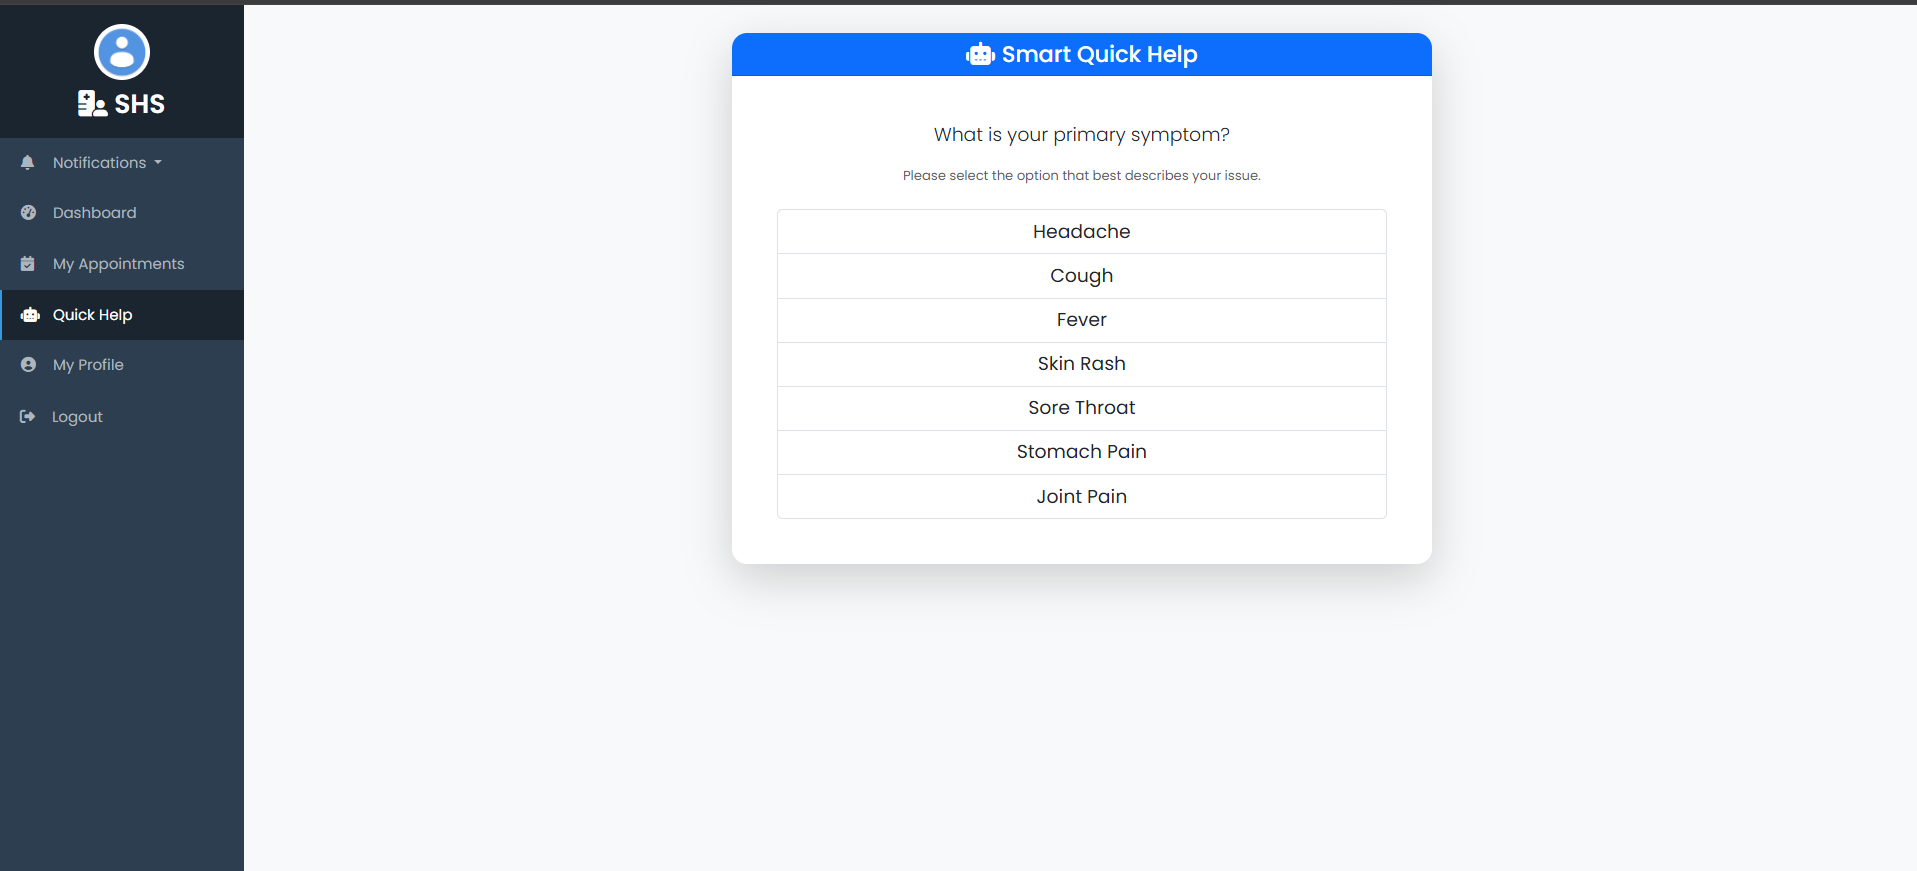 SHS
Notifications
Dashboard
My Appointments
Quick Help
My Profile
Logout
Smart Quick Help
What is your primary symptom?
Please select the option that best describes your issue.
Headache
Cough
Fever
Skin Rash
Sore Throat
Stomach Pain
Joint Pain